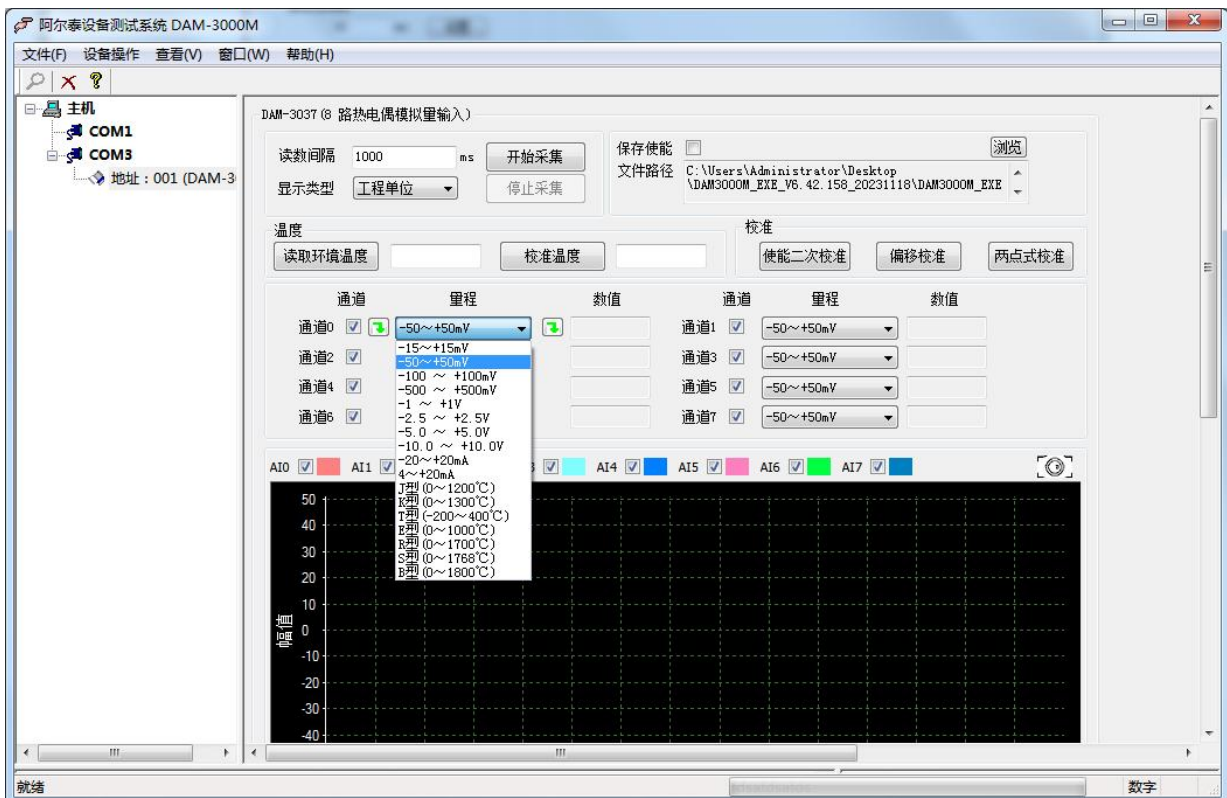 阿尔泰设备测试系统 DAM-3000M
文件(F) 设备操作 查看(V) 窗口(W) 帮助(H)
主机
COM1
COM3
地址：001 (DAM-3
DAM-3037(8 路热电偶模拟量输入)
读数间隔 1000 ms 开始采集
显示类型 工程单位 停止采集
保存使能 浏览
文件路径 C:\Users\Administrator\Desktop
\DAM3000M_EXE_V6.42.158_20231118\DAM3000M_EXE
温度
读取环境温度 校准温度
校准
使能二次校准 偏移校准 两点式校准
通道 量程 数值 通道 量程 数值
通道0 -50～+50mV 通道1 -50～+50mV
通道2 通道3 -50～+50mV
通道4 通道5 -50～+50mV
通道6 通道7 -50～+50mV
-15～+15mV
-50～+50mV
-100 ～ +100mV
-500 ～ +500mV
-1 ～ +1V
-2.5 ～ +2.5V
-5.0 ～ +5.0V
-10.0 ～ +10.0V
-20～+20mA
4～+20mA
J型(0～1200℃)
K型(0～1300℃)
T型(-200～400℃)
E型(0～1000℃)
R型(0～1700℃)
S型(0～1768℃)
B型(0～1800℃)
AI0 AI1 3 AI4 AI5 AI6 AI7
50
40
30
20
10
0
-10
-20
-30
-40
幅值
就绪 数字